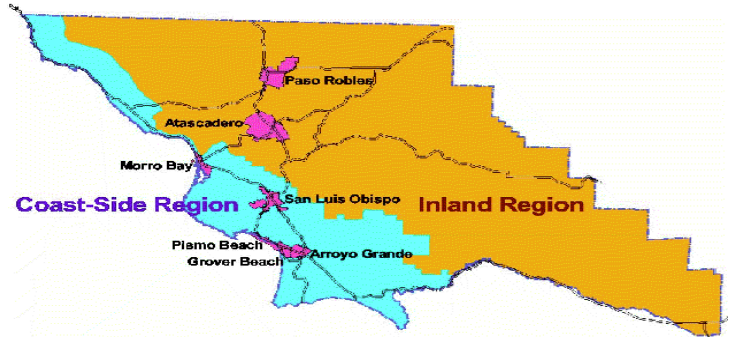 Paso Robles
Atascadero
Morro Bay
Coast-Side Region
San Luis Obispo
Inland Region
Pismo Beach
Grover Beach
Arroyo Grande